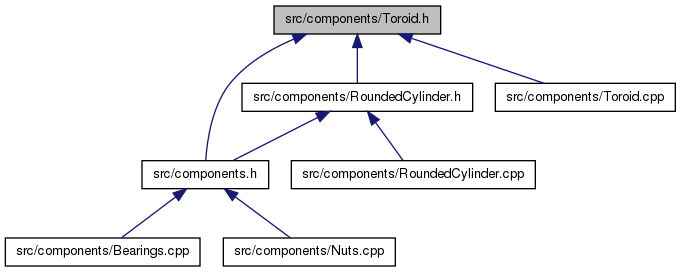 src/components/Toroid.h
src/components/RoundedCylinder.h
src/components/Toroid.cpp
src/components.h
src/components/RoundedCylinder.cpp
src/components/Bearings.cpp
src/components/Nuts.cpp